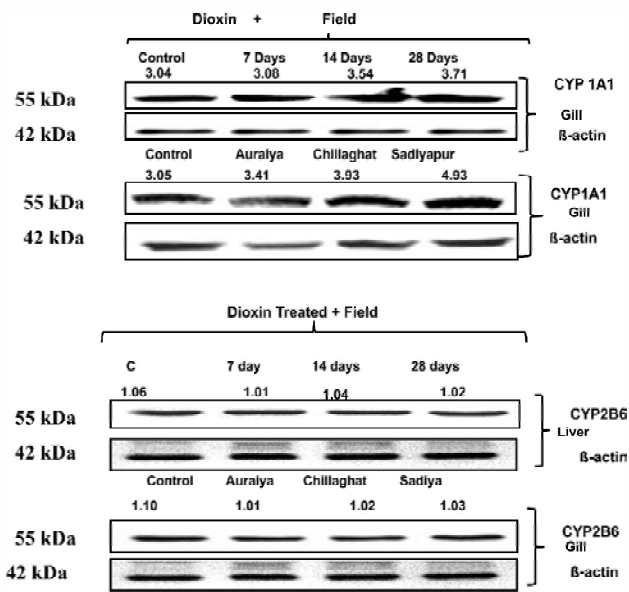 Dioxin + Field
Control 7 Days 14 Days 28 Days
3.04 3.08 3.54 3.71
CYP 1A1
55 kDa
Gill
42 kDa
ß-actin
Control Auraiya Chillaghat Sadiyapur
3.05 3.41 3.93 4.93
CYP1A1
55 kDa
Gill
42 kDa
ß-actin
Dioxin Treated + Field
C 7 day 14 days 28 days
1.06 1.01 1.04 1.02
CYP2B6
55 kDa
Liver
42 kDa
ß-actin
Control Auraiya Chillaghat Sadiya
1.10 1.01 1.02 1.03
CYP2B6
55 kDa
Gill
42 kDa
ß-actin